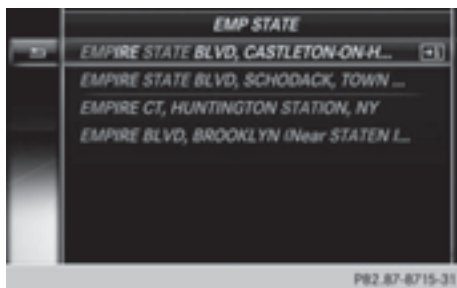 EMP STATE
EMPIRE STATE BLVD, CASTLETON-ON-H...
EMPIRE STATE BLVD, SCHODACK, TOWN ...
EMPIRE CT, HUNTINGTON STATION, NY
EMPIRE BLVD, BROOKLYN (Near STATEN I...
P82.87-8715-31